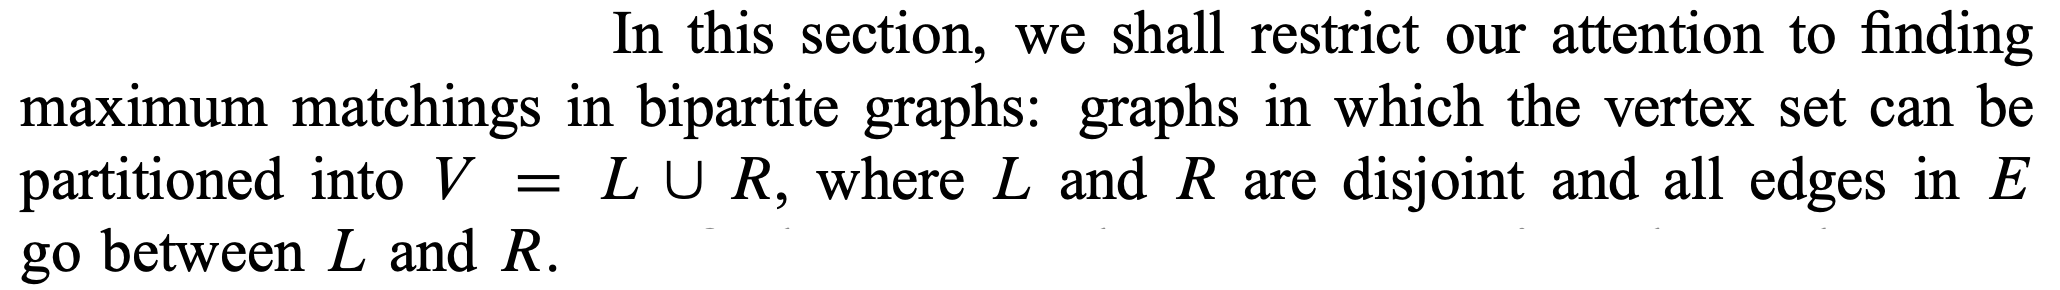 In this section, we shall restrict our attention to finding
maximum matchings in bipartite graphs: graphs in which the vertex set can be
partitioned into V = L ∪ R, where L and R are disjoint and all edges in E
go between L and R.